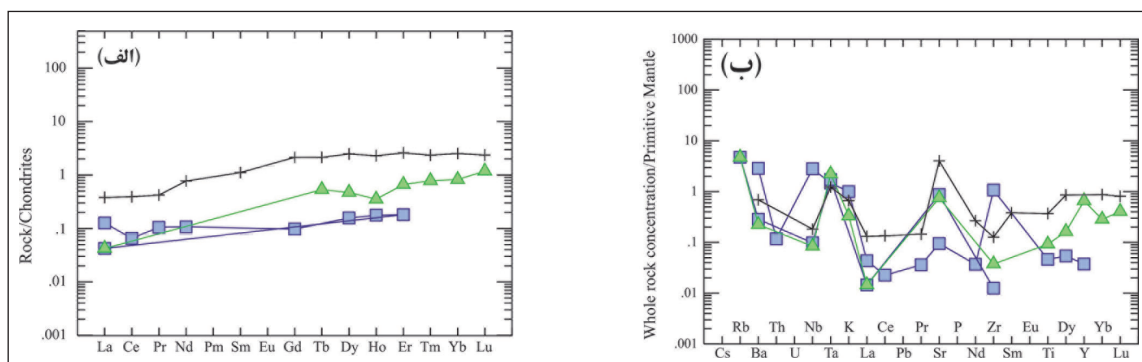 (الف)
100
10
1
.1
.01
.001
Rock/Chondrites
La Ce Pr Nd Pm Sm Eu Gd Tb Dy Ho Er Tm Yb Lu
(ب)
1000
100
10
1
.1
.01
.001
Whole rock concentration/Primitive Mantle
Rb Th Nb K Ce Pr P Zr Eu Dy Yb
Cs Ba U Ta La Pb Sr Nd Sm Ti Y Lu